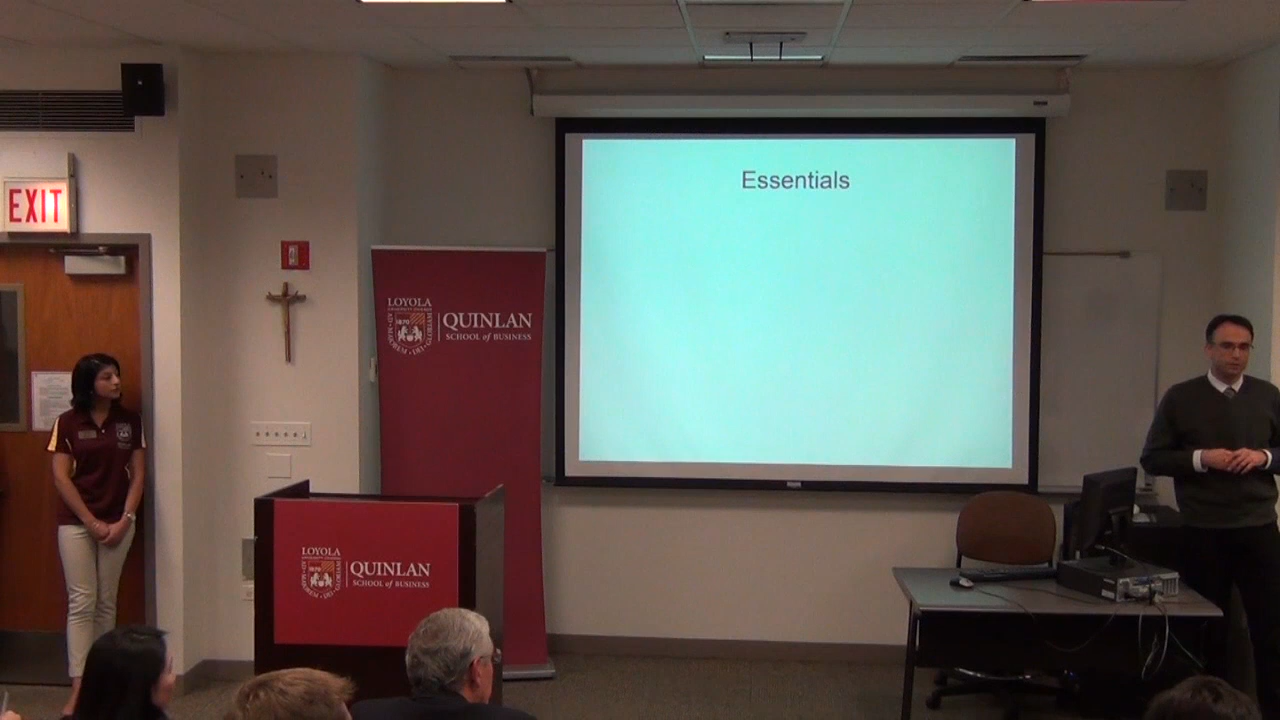 EXIT
Essentials
LOYOLA
QUINLAN
SCHOOL of BUSINESS
LOYOLA
QUINLAN
SCHOOL of BUSINESS